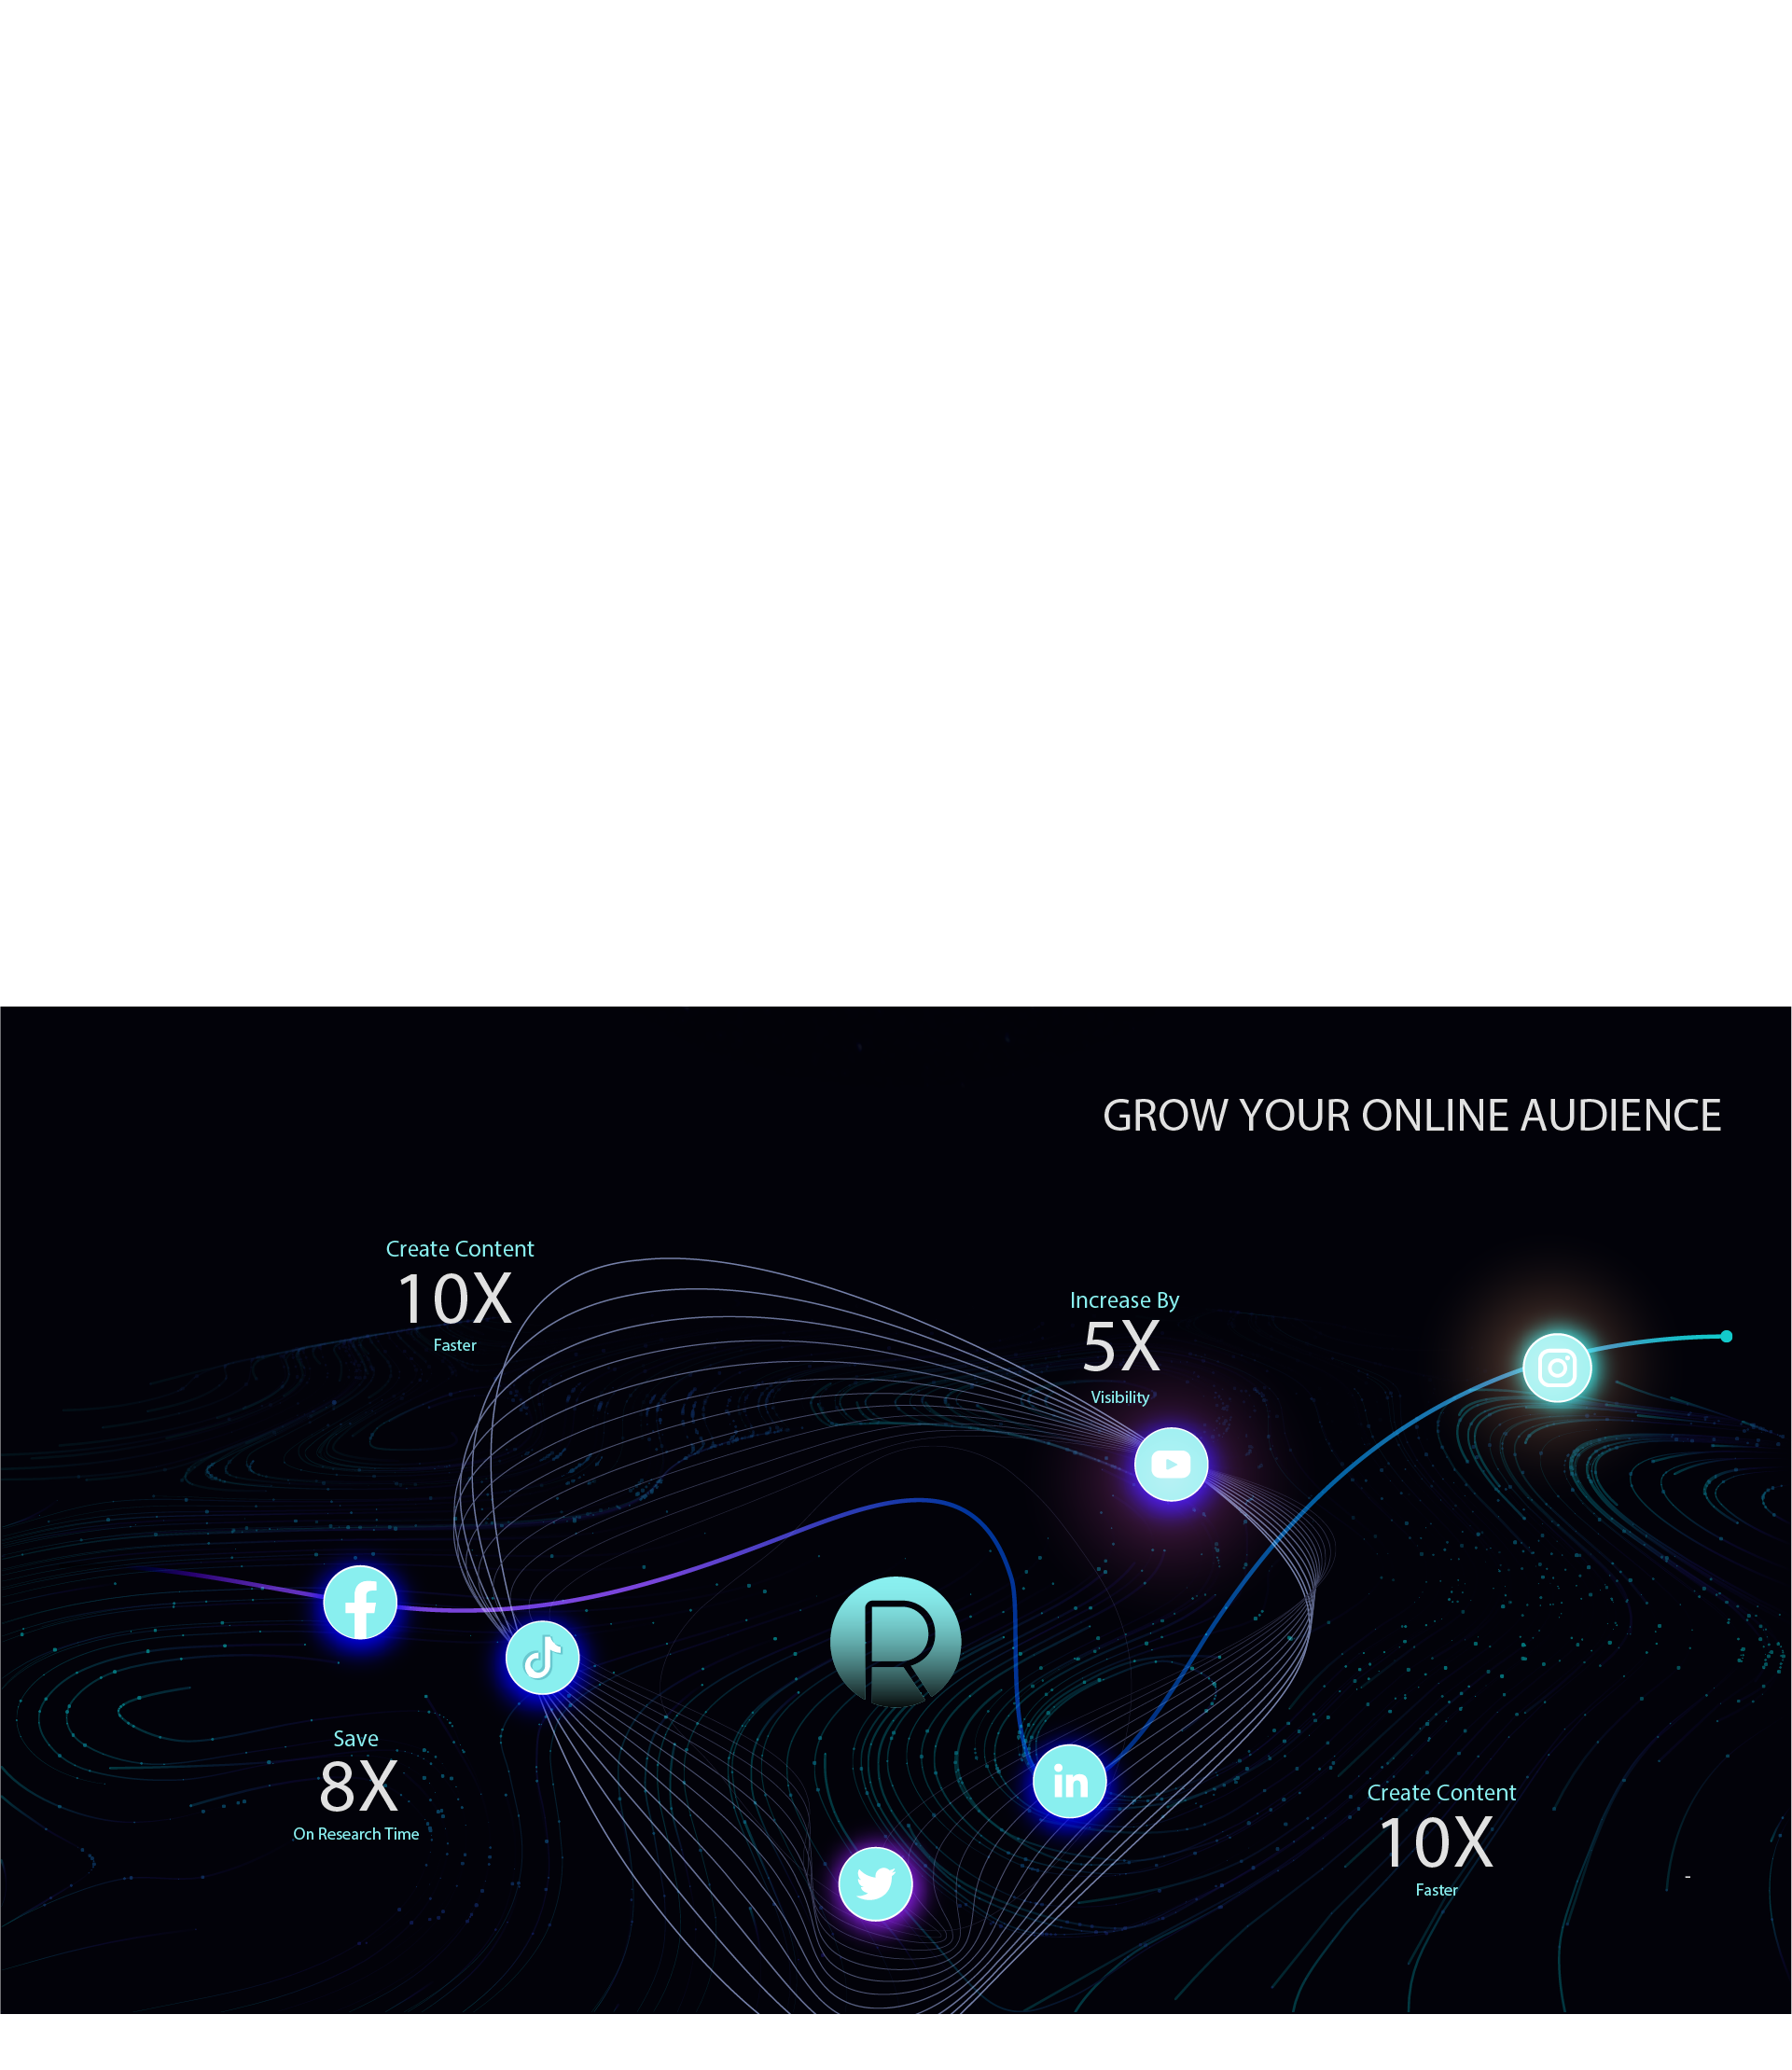 GROW YOUR ONLINE AUDIENCE
Create Content
10X
Faster
Increase By
5X
Visibility
R
in
Save
8X
On Research Time
Create Content
10X
Faster
-